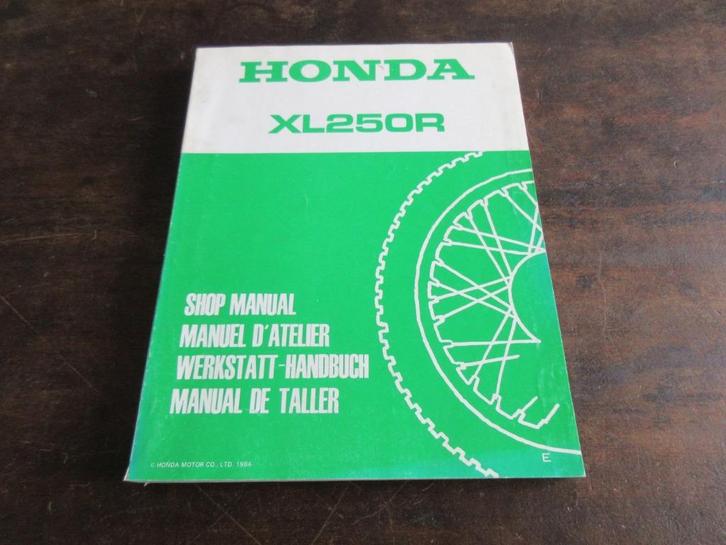 HONDA
XL250R
SHOP MANUAL
MANUEL D'ATELIER
WERKSTATT-HANDBUCH
MANUAL DE TALLER
© HONDA MOTOR CO., LTD. 1984
E